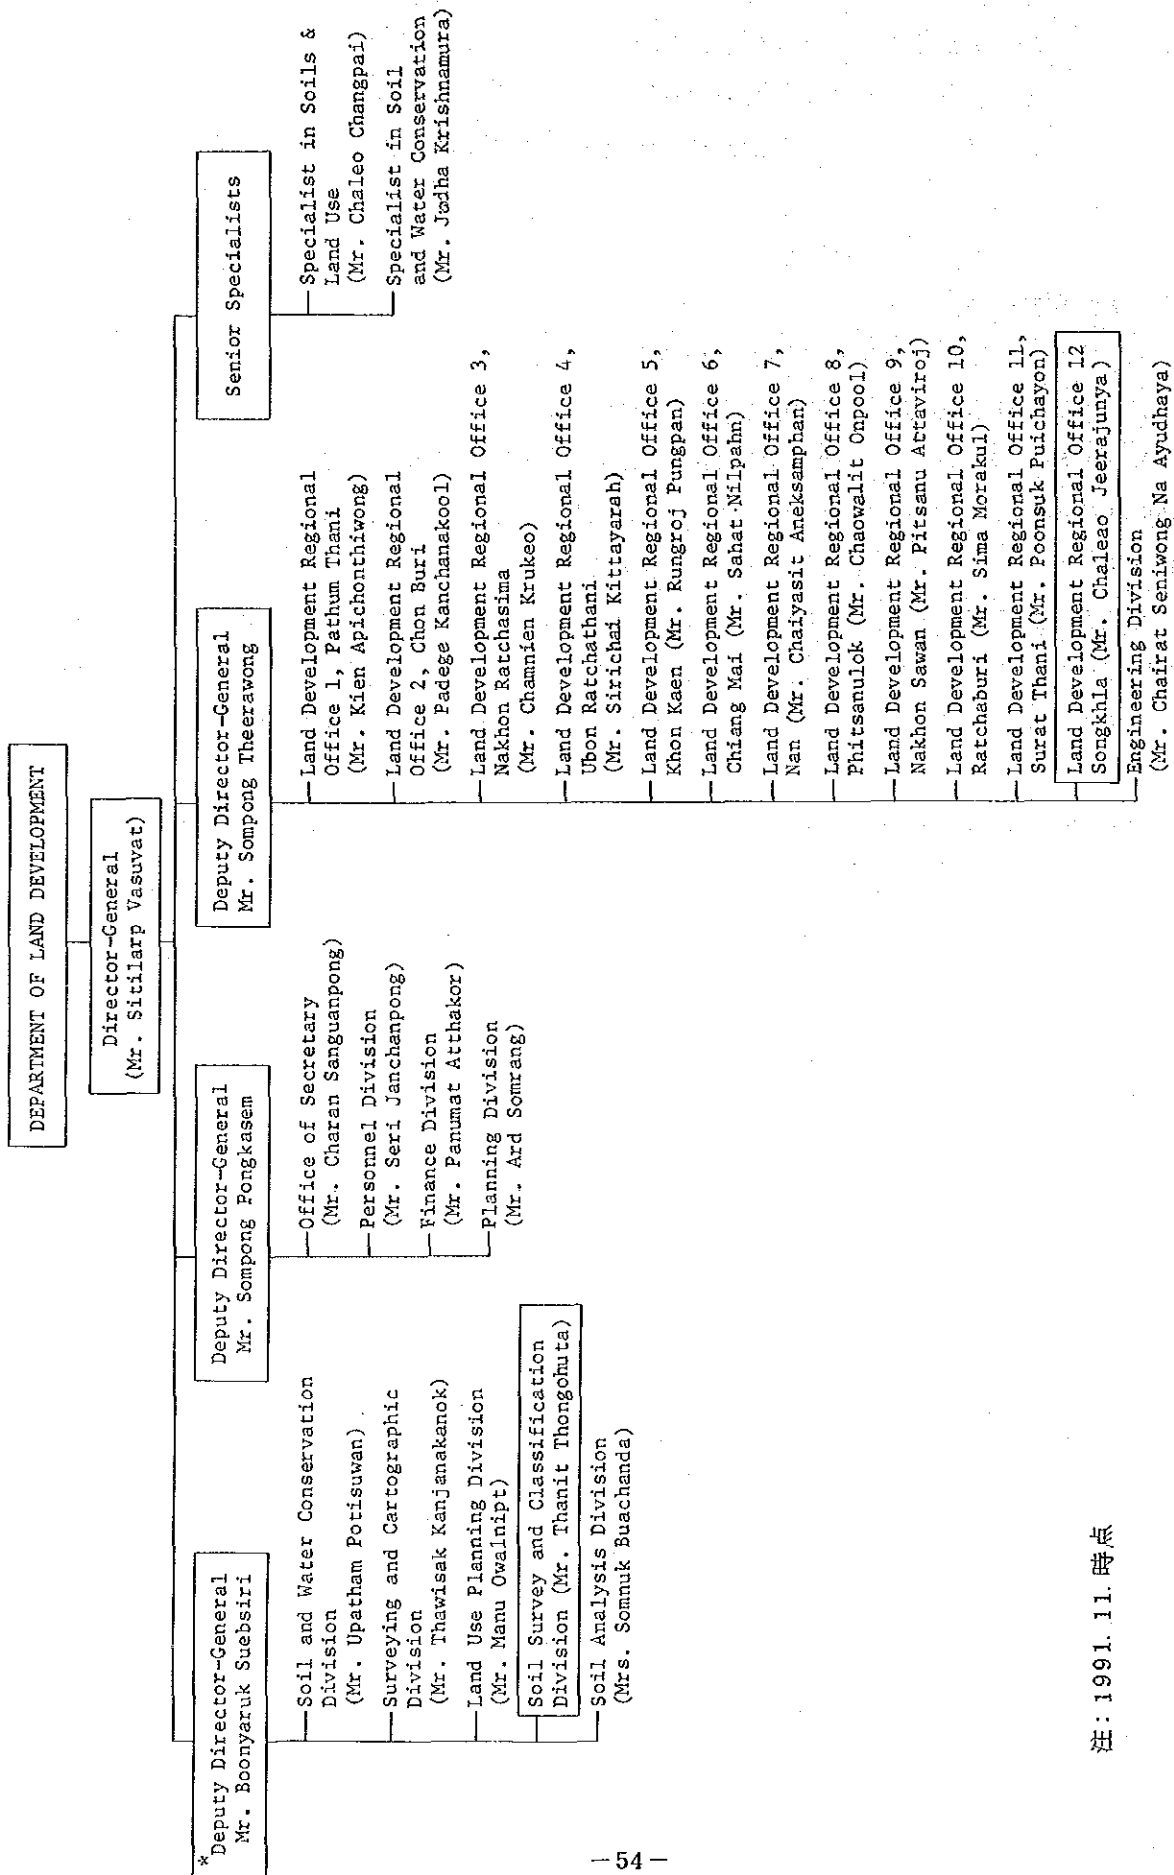 DEPARTMENT OF LAND DEVELOPMENT
Director-General
(Mr. Sitilarp Vasuvat)
* Deputy Director-General
Mr. Boonyaruk Suebsiri
Soil and Water Conservation
Division
(Mr. Upatham Potisuwan)
Surveying and Cartographic
Division
(Mr. Thawisak Kanjanakanok)
Land Use Planning Division
(Mr. Manu Owalnipt)
Soil Survey and Classification
Division (Mr. Thanit Thongohuta)
Soil Analysis Division
(Mrs. Somnuk Buachanda)
Deputy Director-General
Mr. Sompong Pongkasem
Office of Secretary
(Mr. Charan Sanguanpong)
Personnel Division
(Mr. Seri Janchanpong)
Finance Division
(Mr. Panumat Atthakor)
Planning Division
(Mr. Ard Somrang)
Deputy Director-General
Mr. Sompong Theerawong
Land Development Regional
Office 1, Pathum Thani
(Mr. Kien Apichonthiwong)
Land Development Regional
Office 2, Chon Buri
(Mr. Padege Kanchanakool)
Land Development Regional Office 3,
Nakhon Ratchasima
(Mr. Chamnien Krukeo)
Land Development Regional Office 4,
Ubon Ratchathani
(Mr. Sirichai Kittayarah)
Land Development Regional Office 5,
Khon Kaen (Mr. Rungroj Pungpan)
Land Development Regional Office 6,
Chiang Mai (Mr. Sahat Nilpahn)
Land Development Regional Office 7,
Nan (Mr. Chaiyasit Aneksamphan)
Land Development Regional Office 8,
Phitsanulok (Mr. Chaowalit Onpool)
Land Development Regional Office 9,
Nakhon Sawan (Mr. Pitsanu Attaviroj)
Land Development Regional Office 10,
Ratchaburi (Mr. Sima Morakul)
Land Development Regional Office 11,
Surat Thani (Mr. Poonsuk Puichayon)
Land Development Regional Office 12
Songkhla (Mr. Chaleao Jeerajunya)
Engineering Division
(Mr. Chairat Seniwong Na Ayudhaya)
Senior Specialists
Specialist in Soils &
Land Use
(Mr. Chaleo Changpai)
Specialist in Soil
and Water Conservation
(Mr. Jodha Krishnamura)
注：1991. 11. 時点
—54—